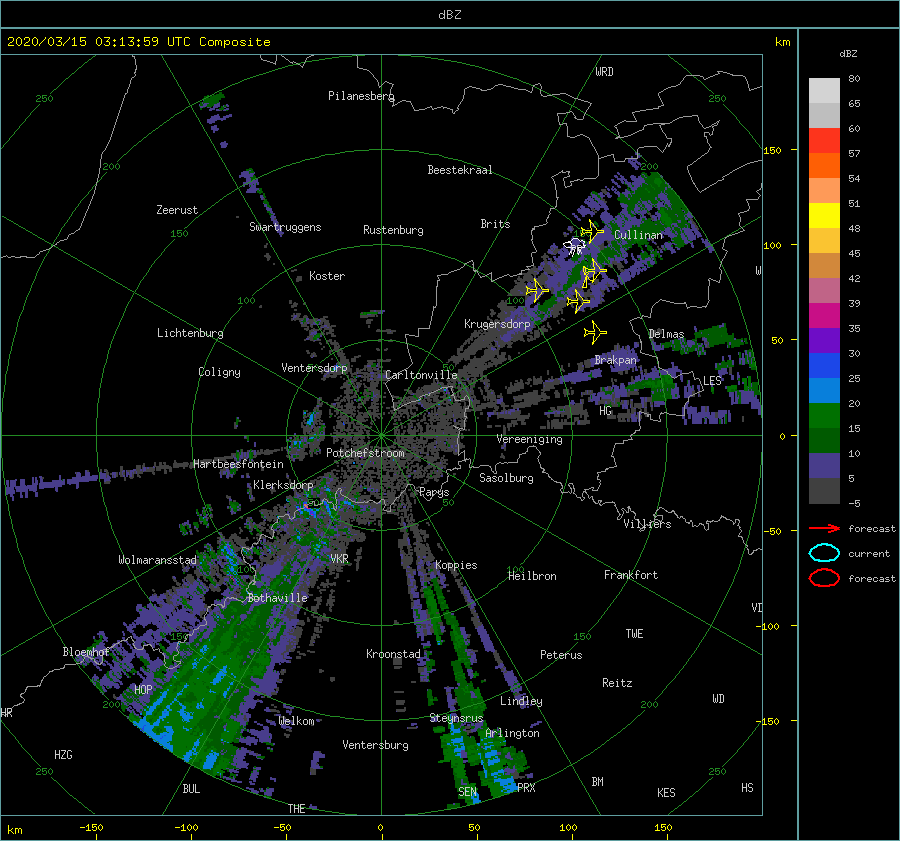 dBZ
2020/03/15 03:13:59 UTC Composite
km
dBZ
WRD
80
250
Pilanesberg
250
65
60
150
57
200
Beestekraal
200
54
Zeerust
51
Swartruggens
Rustenburg
Brits
150
Cullinan
48
100
45
W
Koster
42
100
100
39
Lichtenburg
Krugersdorp
Delmas
35
50
Ventersdorp
Carltonville
Brakpan
30
Coligny
LES
25
HG
20
0
Vereeniging
15
Potchefstroom
Hartbeesfontein
10
Klerksdorp
Parys
Sasolburg
5
50
50
-5
Villiers
forecast
-50
Wolmaransstad
VKR
Koppies
current
100
100
Heilbron
Frankfort
forecast
Bothaville
VD
-100
150
150
TWE
Bloemhof
Kroonstad
Peterus
HOP
Reitz
200
200
WD
HR
Lindley
Welkom
Steynsrus
-150
Arlington
HZG
Ventersburg
250
250
BUL
SEN
PRX
BM
KES
HS
THE
km
-150
-100
-50
0
50
100
150